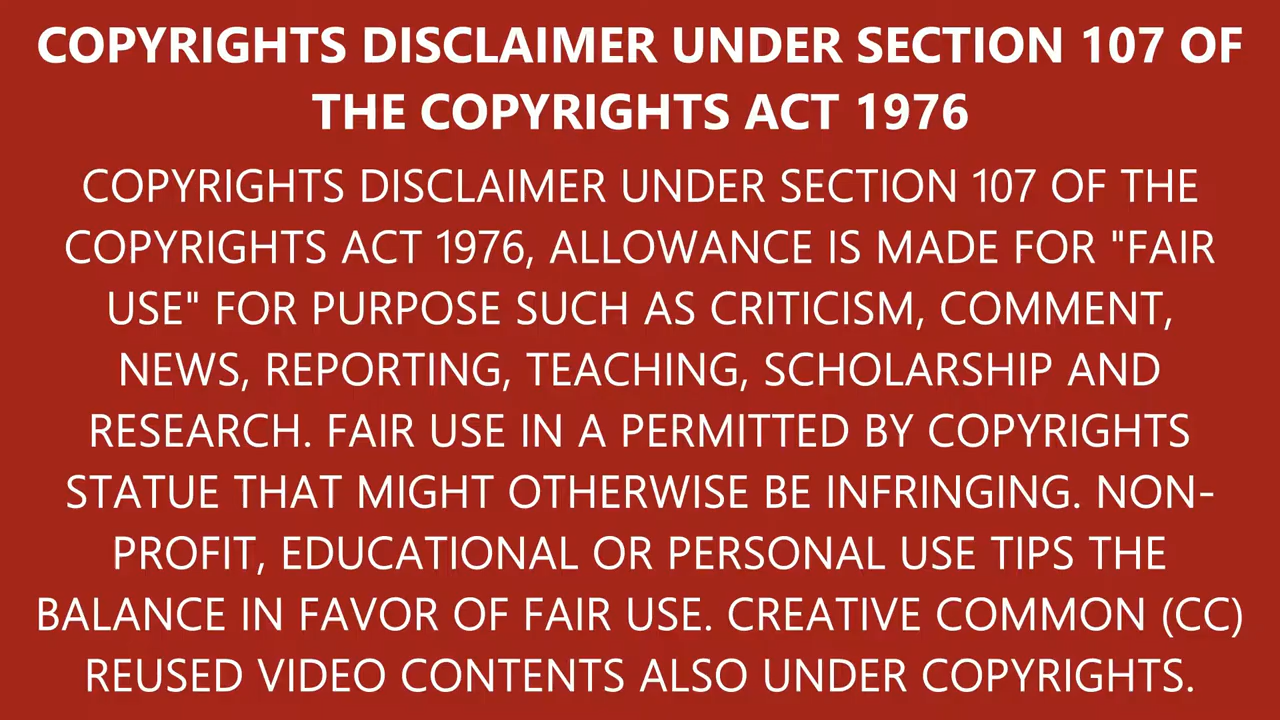 COPYRIGHTS DISCLAIMER UNDER SECTION 107 OF
THE COPYRIGHTS ACT 1976
COPYRIGHTS DISCLAIMER UNDER SECTION 107 OF THE
COPYRIGHTS ACT 1976, ALLOWANCE IS MADE FOR "FAIR
USE" FOR PURPOSE SUCH AS CRITICISM, COMMENT,
NEWS, REPORTING, TEACHING, SCHOLARSHIP AND
RESEARCH. FAIR USE IN A PERMITTED BY COPYRIGHTS
STATUE THAT MIGHT OTHERWISE BE INFRINGING. NON-
PROFIT, EDUCATIONAL OR PERSONAL USE TIPS THE
BALANCE IN FAVOR OF FAIR USE. CREATIVE COMMON (CC)
REUSED VIDEO CONTENTS ALSO UNDER COPYRIGHTS.